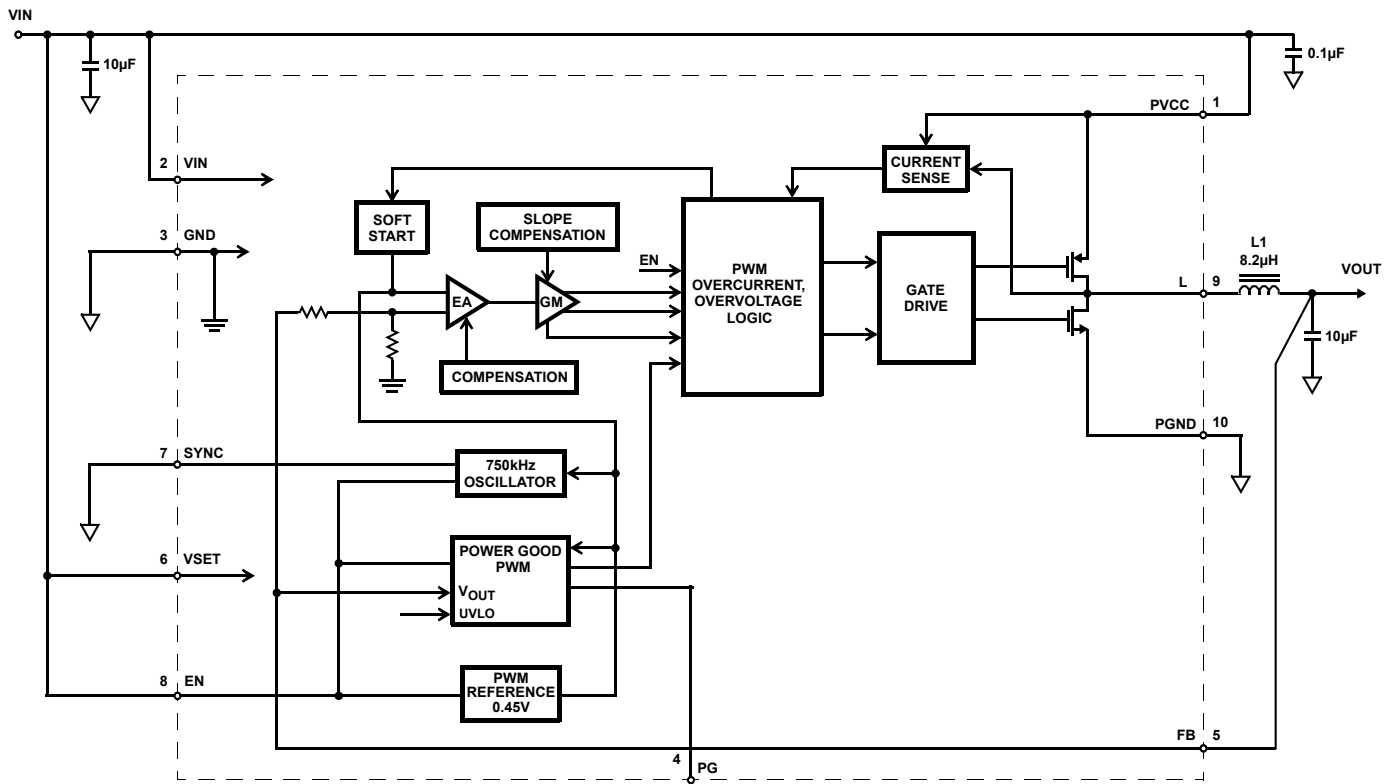 VIN
10µF
0.1µF
PVCC
1
2
VIN
CURRENT
SENSE
SOFT
START
SLOPE
COMPENSATION
3
GND
EN
EA
GM
PWM
OVERCURRENT,
OVERVOLTAGE
LOGIC
GATE
DRIVE
L
9
L1
8.2µH
VOUT
10µF
COMPENSATION
PGND
10
7
SYNC
750kHz
OSCILLATOR
6
VSET
POWER GOOD
PWM
VOUT
UVLO
8
EN
PWM
REFERENCE
0.45V
FB
5
4
PG